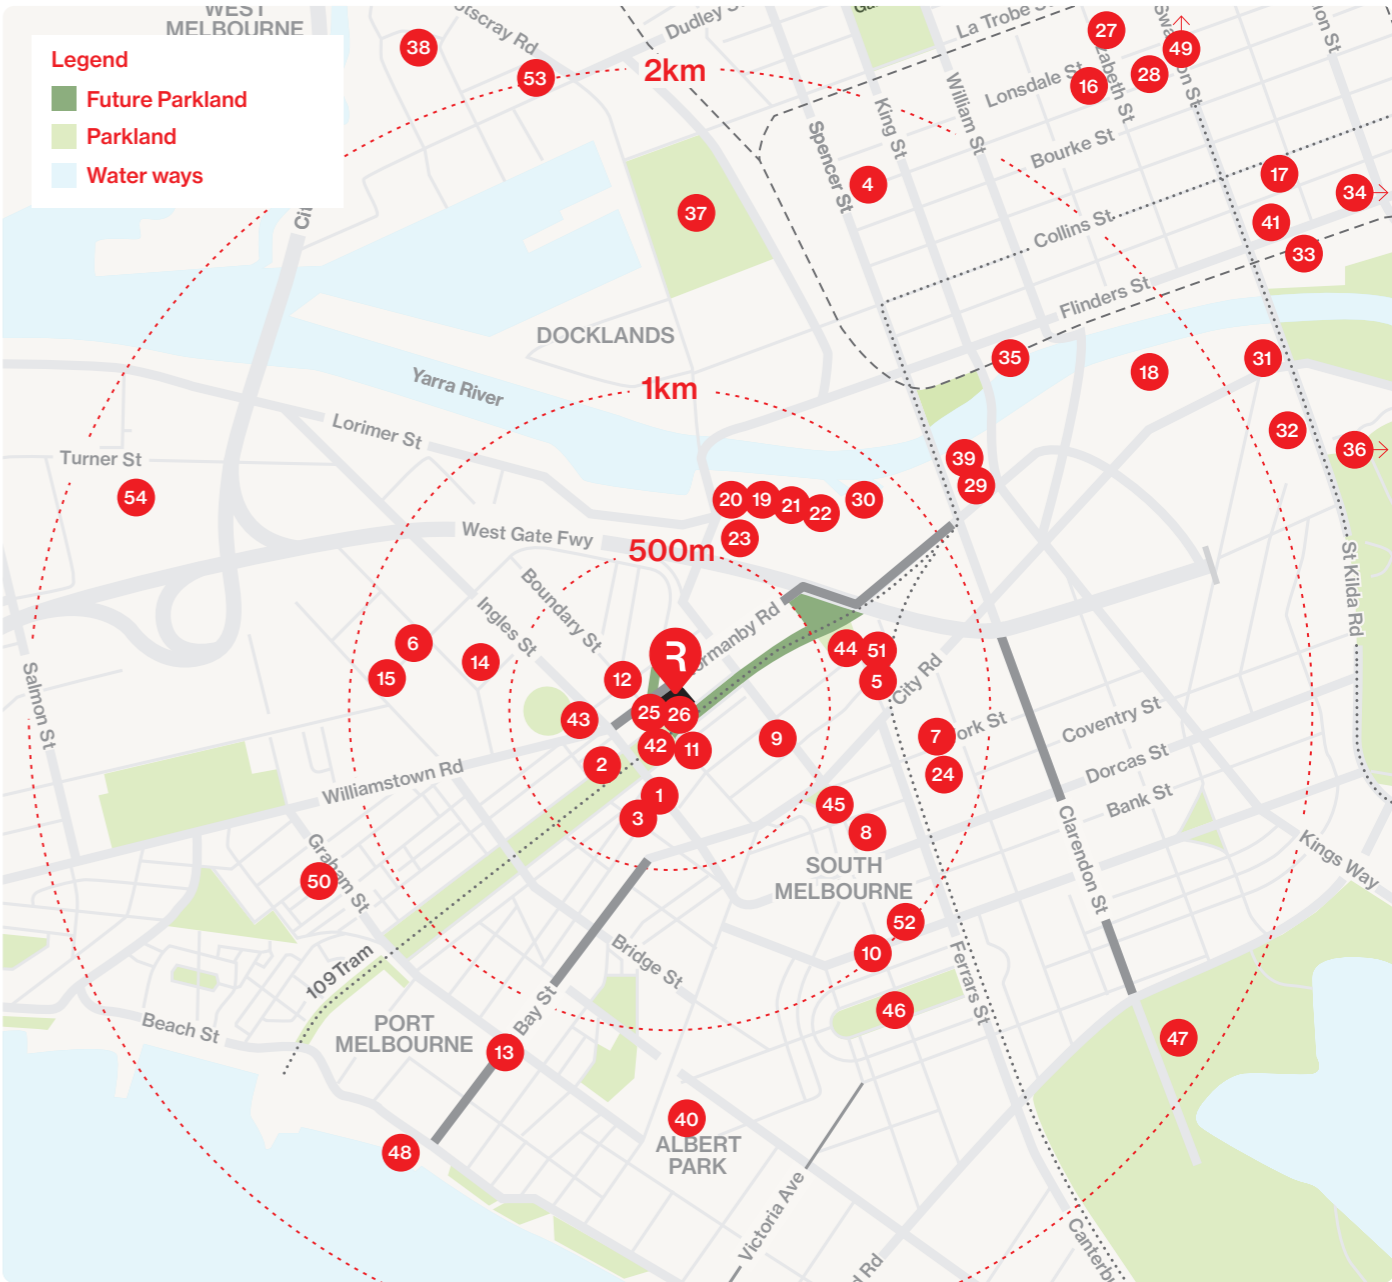 WEST
MELBOURNE
Legend
Future Parkland
Parkland
Water ways
38
53
2km
Dudley
La Trobe
27
49
Lonsdale St
16
28
King St
William St
Bourke St
Spencer St
4
17
34
37
41
Collins St
33
Flinders St
DOCKLANDS
35
31
18
1km
Yarra River
Lorimer St
32
36
Turner St
39
54
29
20
19
21
22
30
West Gate Fwy
23
500m
Boundary St
St Kilda Rd
Ingles St
6
14
12
44
51
15
5
City Rd
Salmon St
25
26
43
42
11
9
7
24
Coventry St
Dorcas St
Bank St
2
1
3
Williamstown Rd
45
8
Clarendon St
Kings Way
SOUTH
MELBOURNE
Graham St
50
52
10
Bridge St
Ferrars St
109 Tram
46
Bay St
Beach St
PORT
MELBOURNE
13
47
40
ALBERT
PARK
48
Victoria Ave
Rd